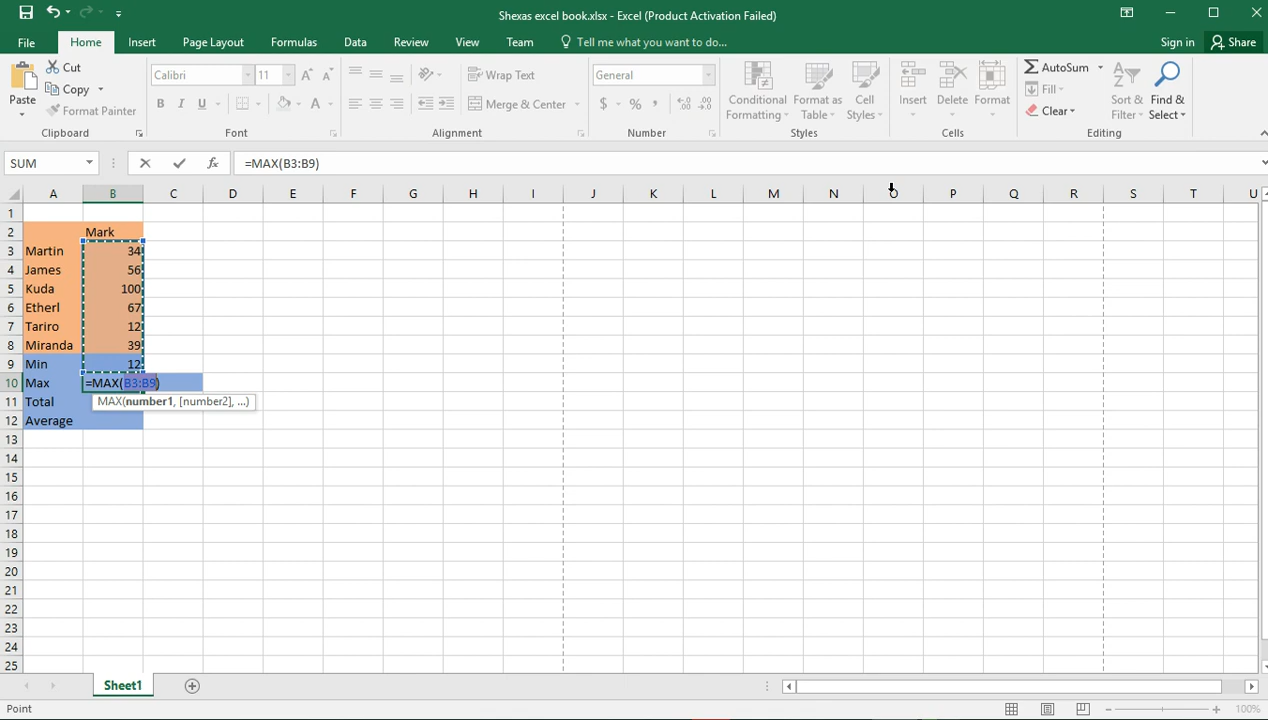 Shexas excel book.xlsx - Excel (Product Activation Failed)
File Home Insert Page Layout Formulas Data Review View Team Tell me what you want to do... Sign in Share
Cut
Copy
Format Painter
Paste
Clipboard
Calibri 11
B I U A
Font
Wrap Text
Merge & Center
Alignment
General
$ % ,
Number
Conditional Formatting
Format as Table
Cell Styles
Styles
Insert Delete Format
Cells
AutoSum
Fill
Clear
Sort & Filter
Find & Select
Editing
SUM fx =MAX(B3:B9)
A B C D E F G H I J K L M N O P Q R S T U
1
2 Mark
3 Martin 34
4 James 56
5 Kuda 100
6 Etherl 67
7 Tariro 12
8 Miranda 39
9 Min 12
10 Max =MAX(B3:B9)
11 Total MAX(number1, [number2], ...)
12 Average
13
14
15
16
17
18
19
20
21
22
23
24
25
Sheet1
Point 100%